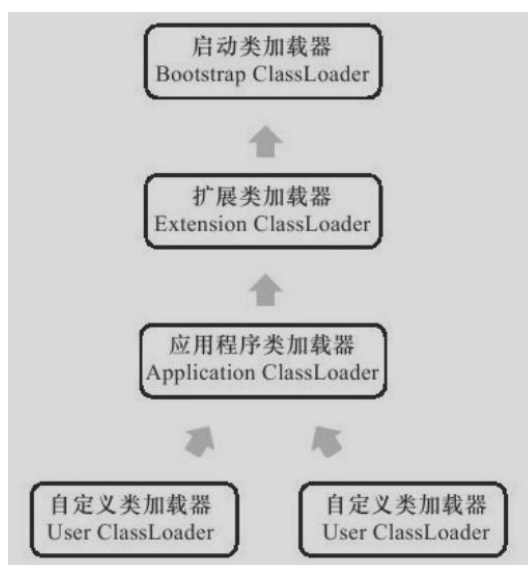 启动类加载器
Bootstrap ClassLoader
扩展类加载器
Extension ClassLoader
应用程序类加载器
Application ClassLoader
自定义类加载器
User ClassLoader
自定义类加载器
User ClassLoader